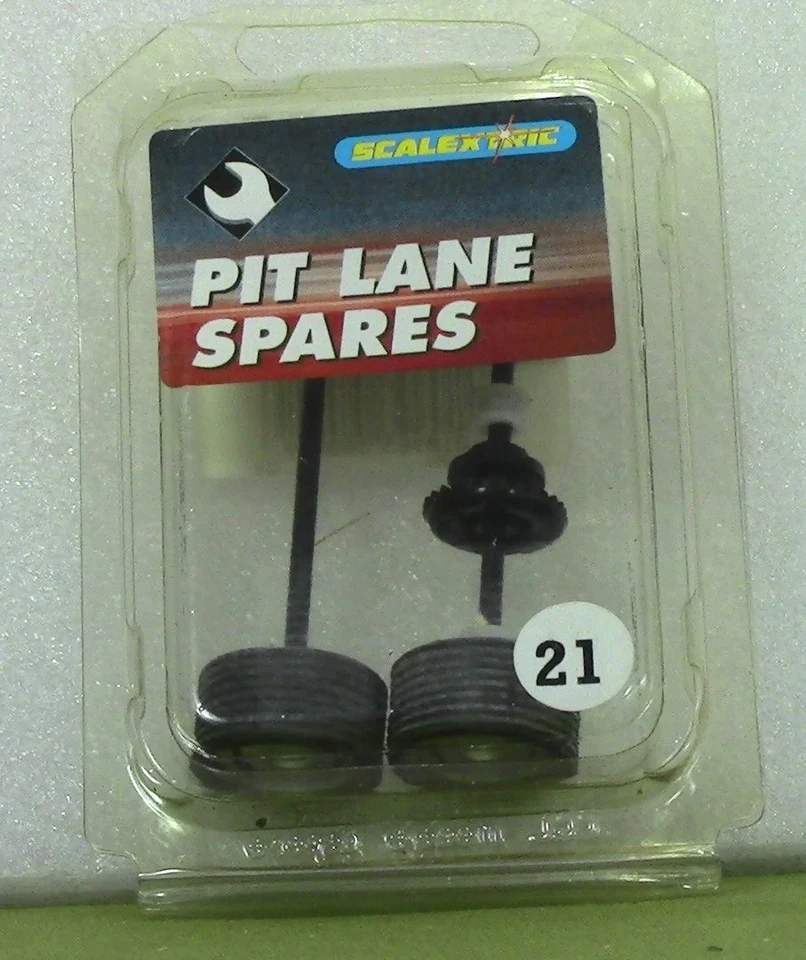 SCALEXTRIC
PIT LANE
SPARES
21